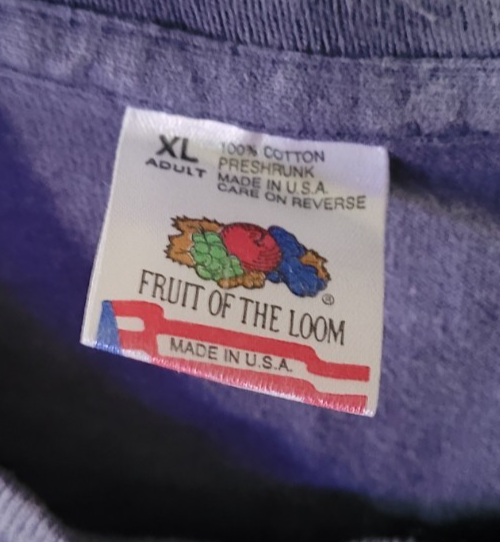 XL
ADULT
100% COTTON
PRESHRUNK
MADE IN U.S.A.
CARE ON REVERSE
FRUIT OF THE LOOM
®
MADE IN U.S.A.